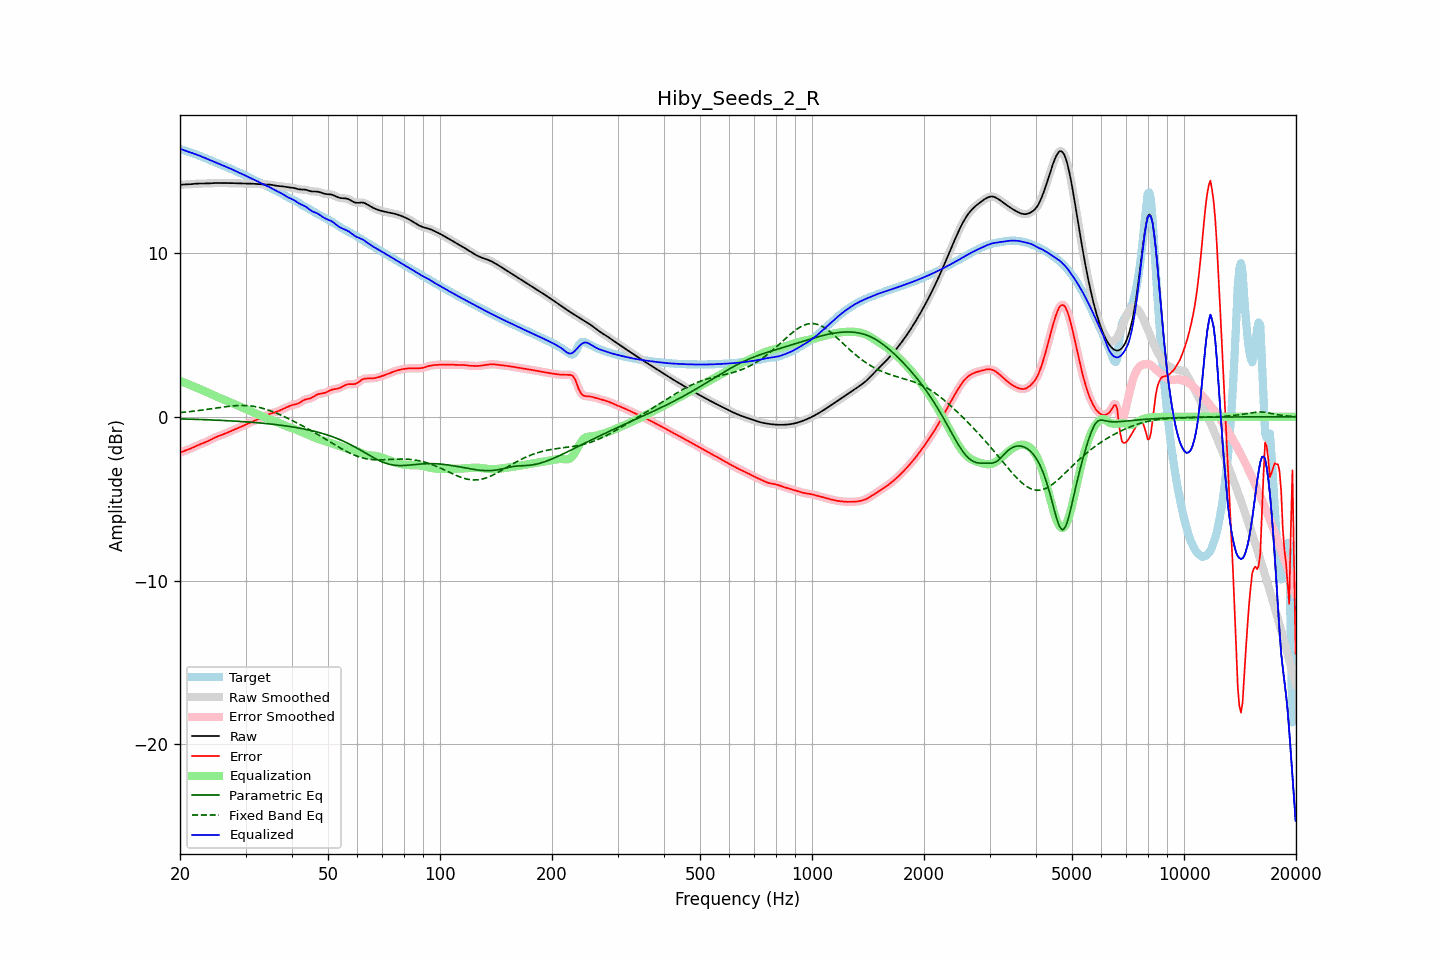 Hiby_Seeds_2_R
Amplitude (dBr)
10
0
−10
−20
Target
Raw Smoothed
Error Smoothed
Raw
Error
Equalization
Parametric Eq
Fixed Band Eq
Equalized
20 50 100 200 500 1000 2000 5000 10000 20000
Frequency (Hz)